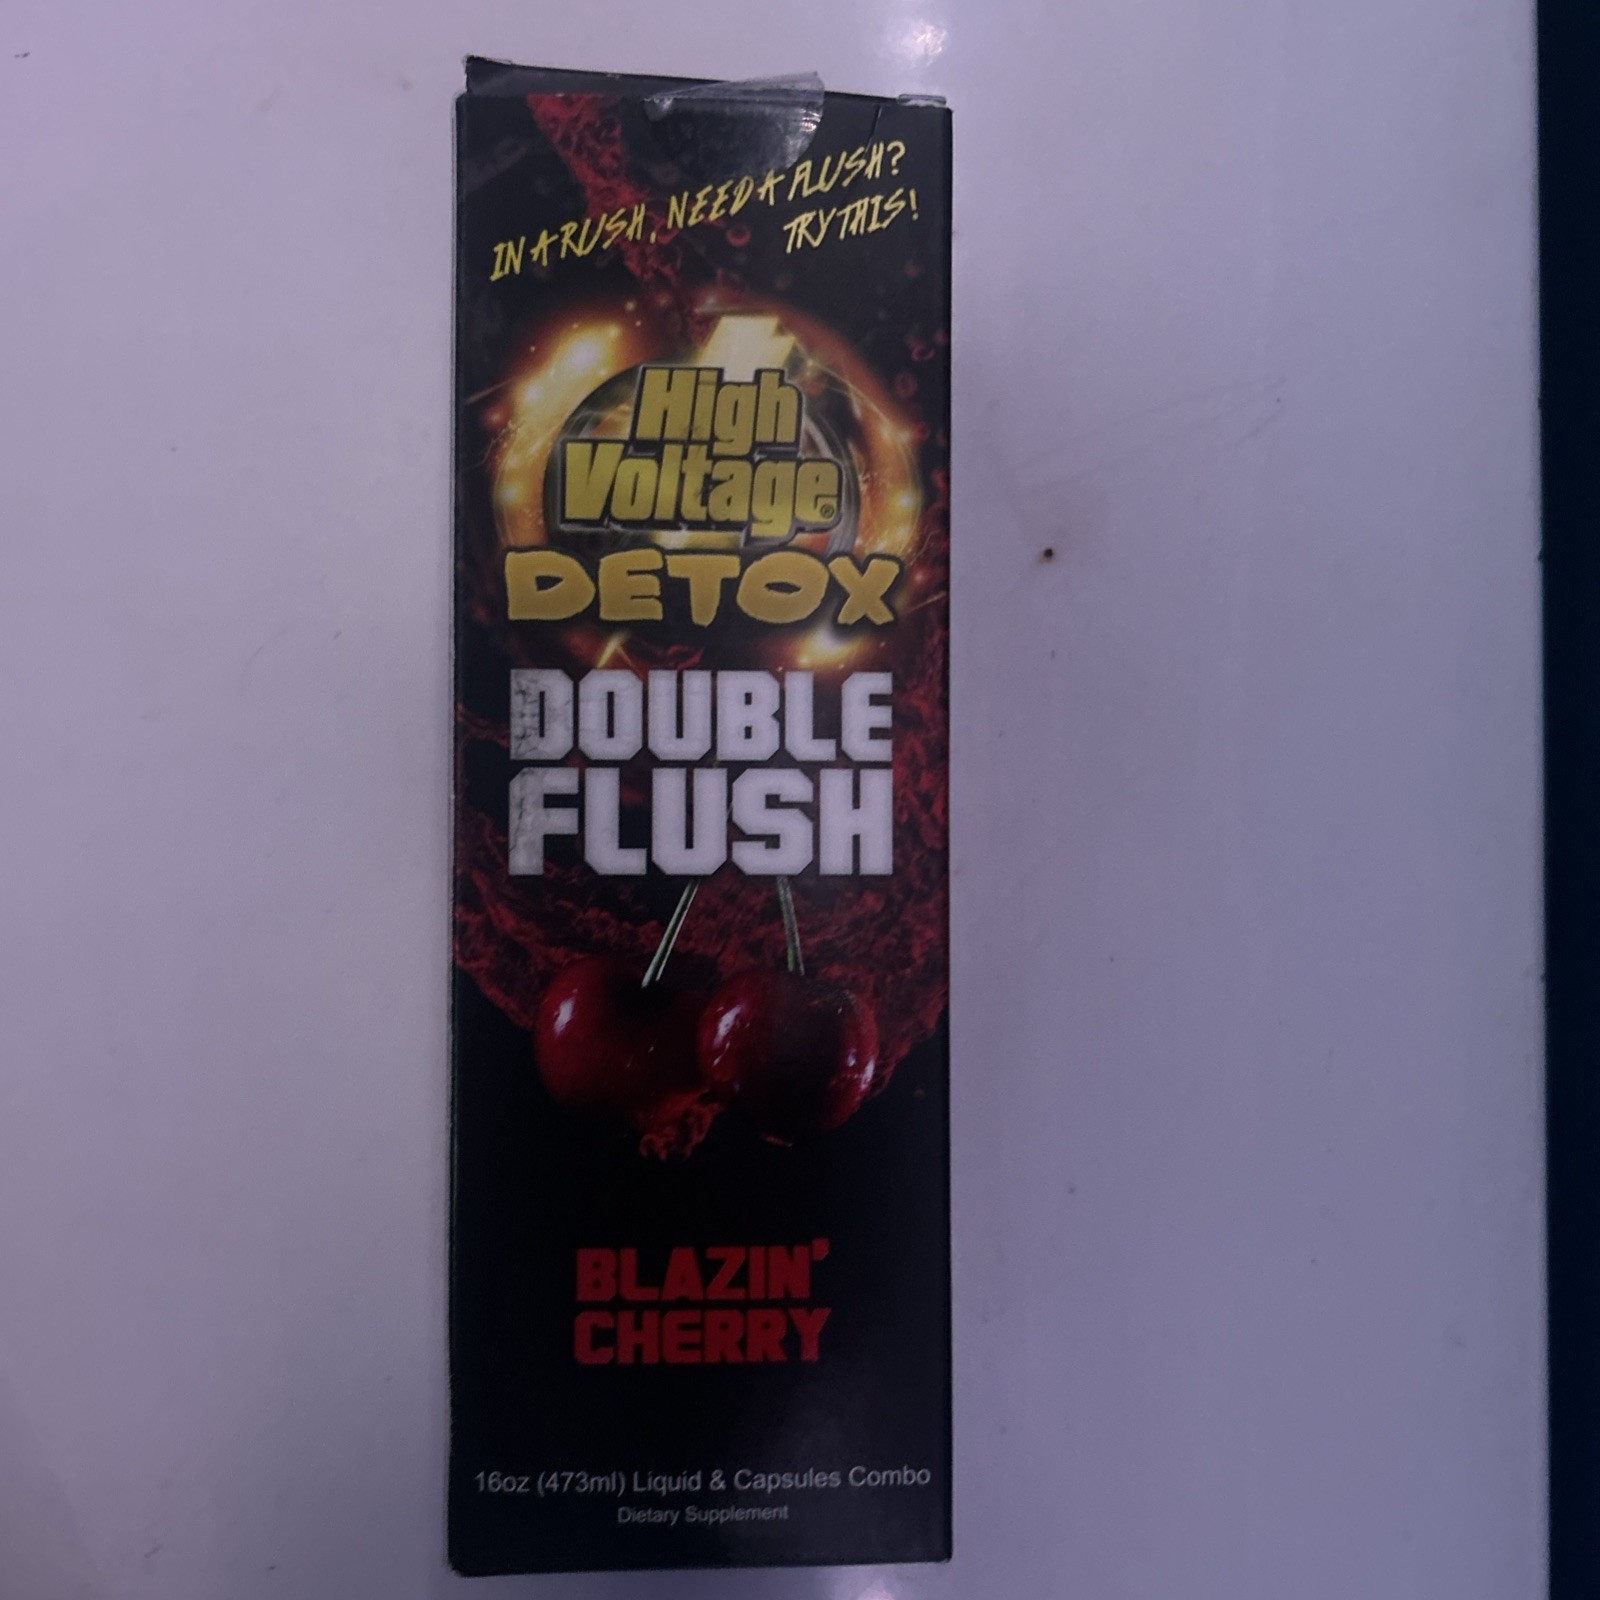 IN A RUSH, NEED A FLUSH?
TRY THIS!
High
Voltage®
DETOX
DOUBLE
FLUSH
BLAZIN'
CHERRY
16oz (473ml) Liquid & Capsules Combo
Dietary Supplement